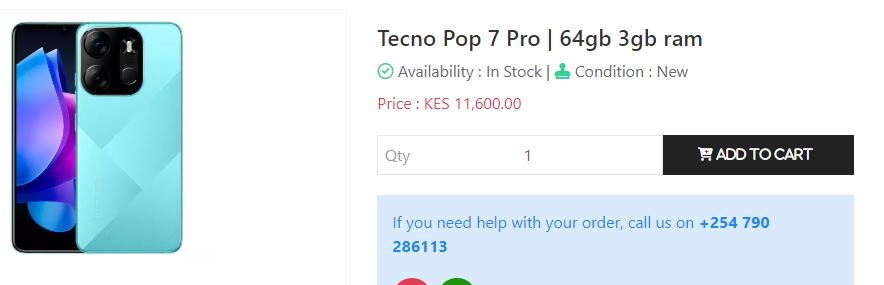 Tecno Pop 7 Pro | 64gb 3gb ram
Availability : In Stock | Condition : New
Price : KES 11,600.00
Qty 1 ADD TO CART
If you need help with your order, call us on +254 790
286113